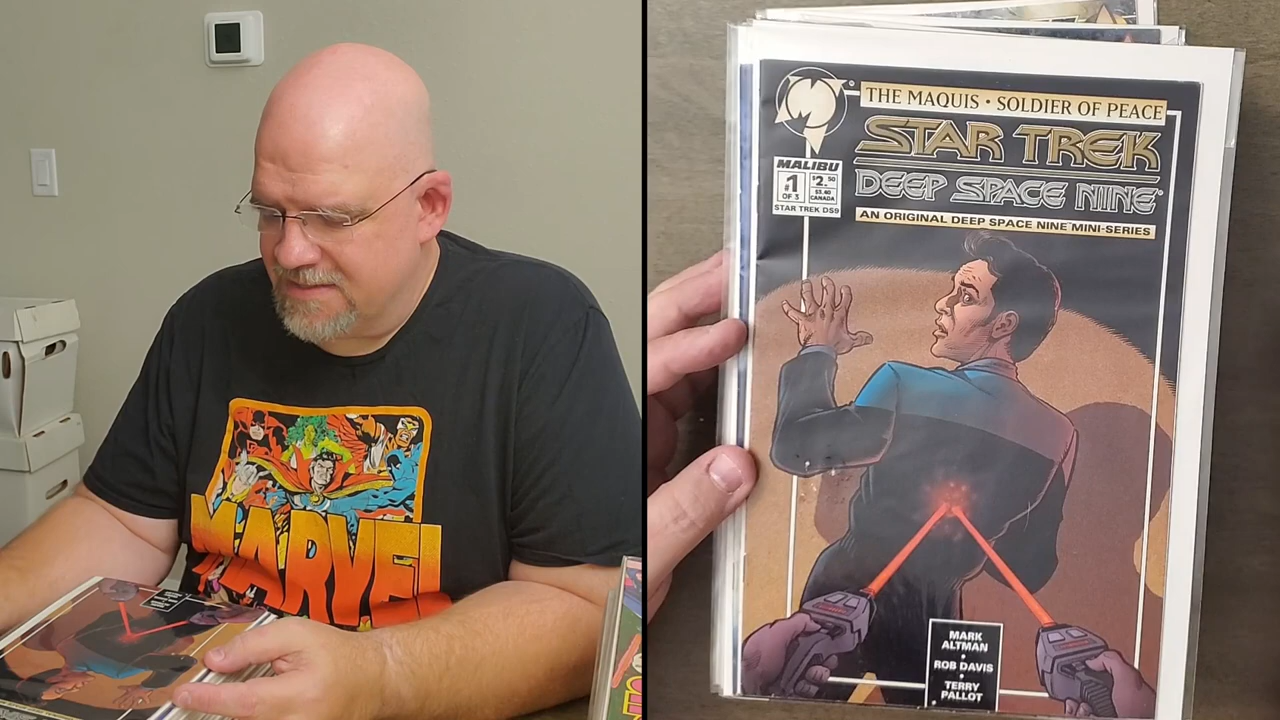 MARVEL
THE MAQUIS • SOLDIER OF PEACE
STAR TREK
DEEP SPACE NINE
AN ORIGINAL DEEP SPACE NINE MINI-SERIES
MALIBU
#1
OF 3
$2.50
$3.40
CANADA
STAR TREK DS9
MARK
ALTMAN
•
ROB DAVIS
•
TERRY
PALLOT